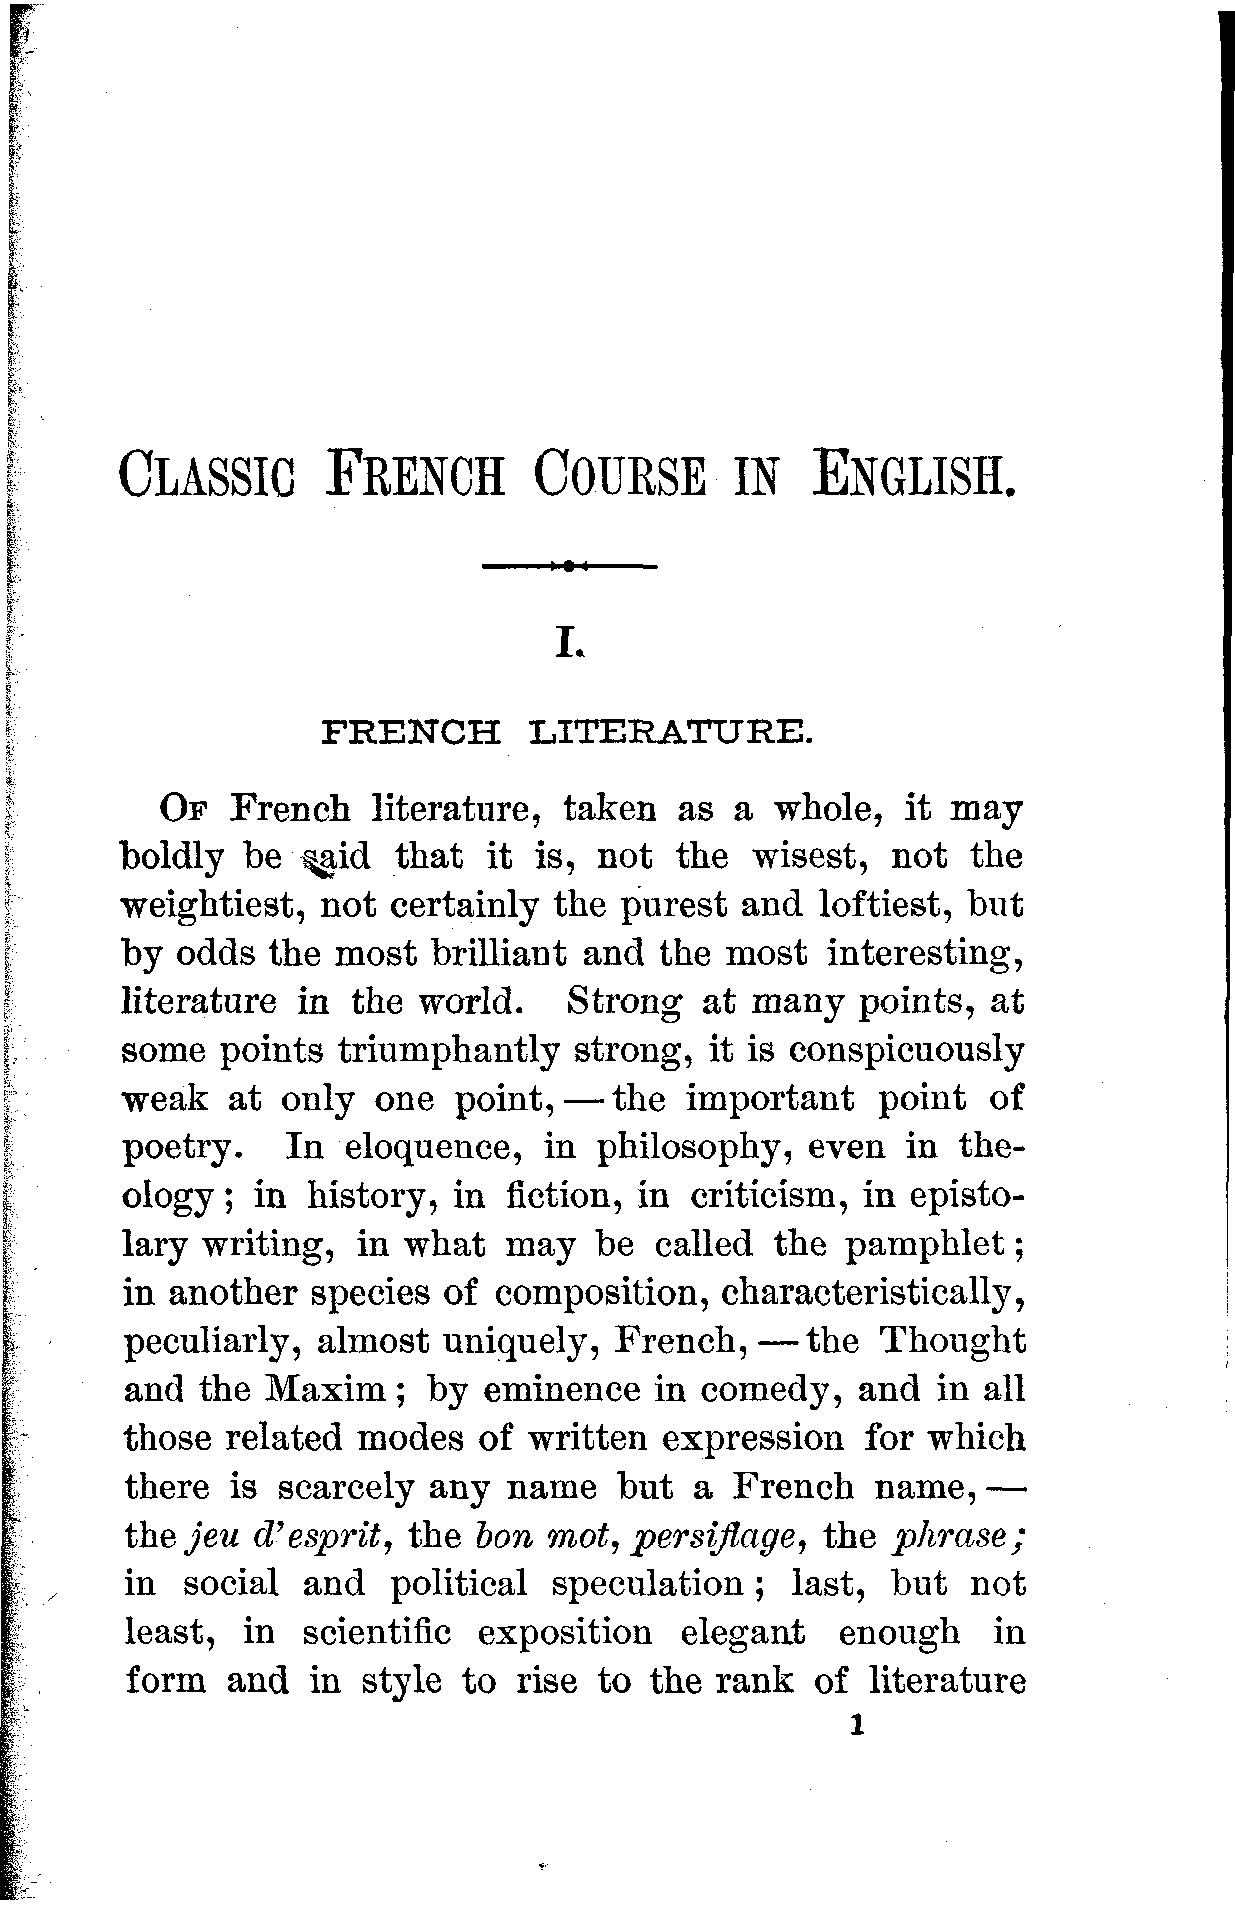 CLASSIC FRENCH COURSE IN ENGLISH.
I.
FRENCH LITERATURE.
OF French literature, taken as a whole, it may
boldly be said that it is, not the wisest, not the
weightiest, not certainly the purest and loftiest, but
by odds the most brilliant and the most interesting,
literature in the world. Strong at many points, at
some points triumphantly strong, it is conspicuously
weak at only one point, — the important point of
poetry. In eloquence, in philosophy, even in the-
ology; in history, in fiction, in criticism, in episto-
lary writing, in what may be called the pamphlet;
in another species of composition, characteristically,
peculiarly, almost uniquely, French, — the Thought
and the Maxim; by eminence in comedy, and in all
those related modes of written expression for which
there is scarcely any name but a French name, —
the jeu d'esprit, the bon mot, persiflage, the phrase;
in social and political speculation; last, but not
least, in scientific exposition elegant enough in
form and in style to rise to the rank of literature
1